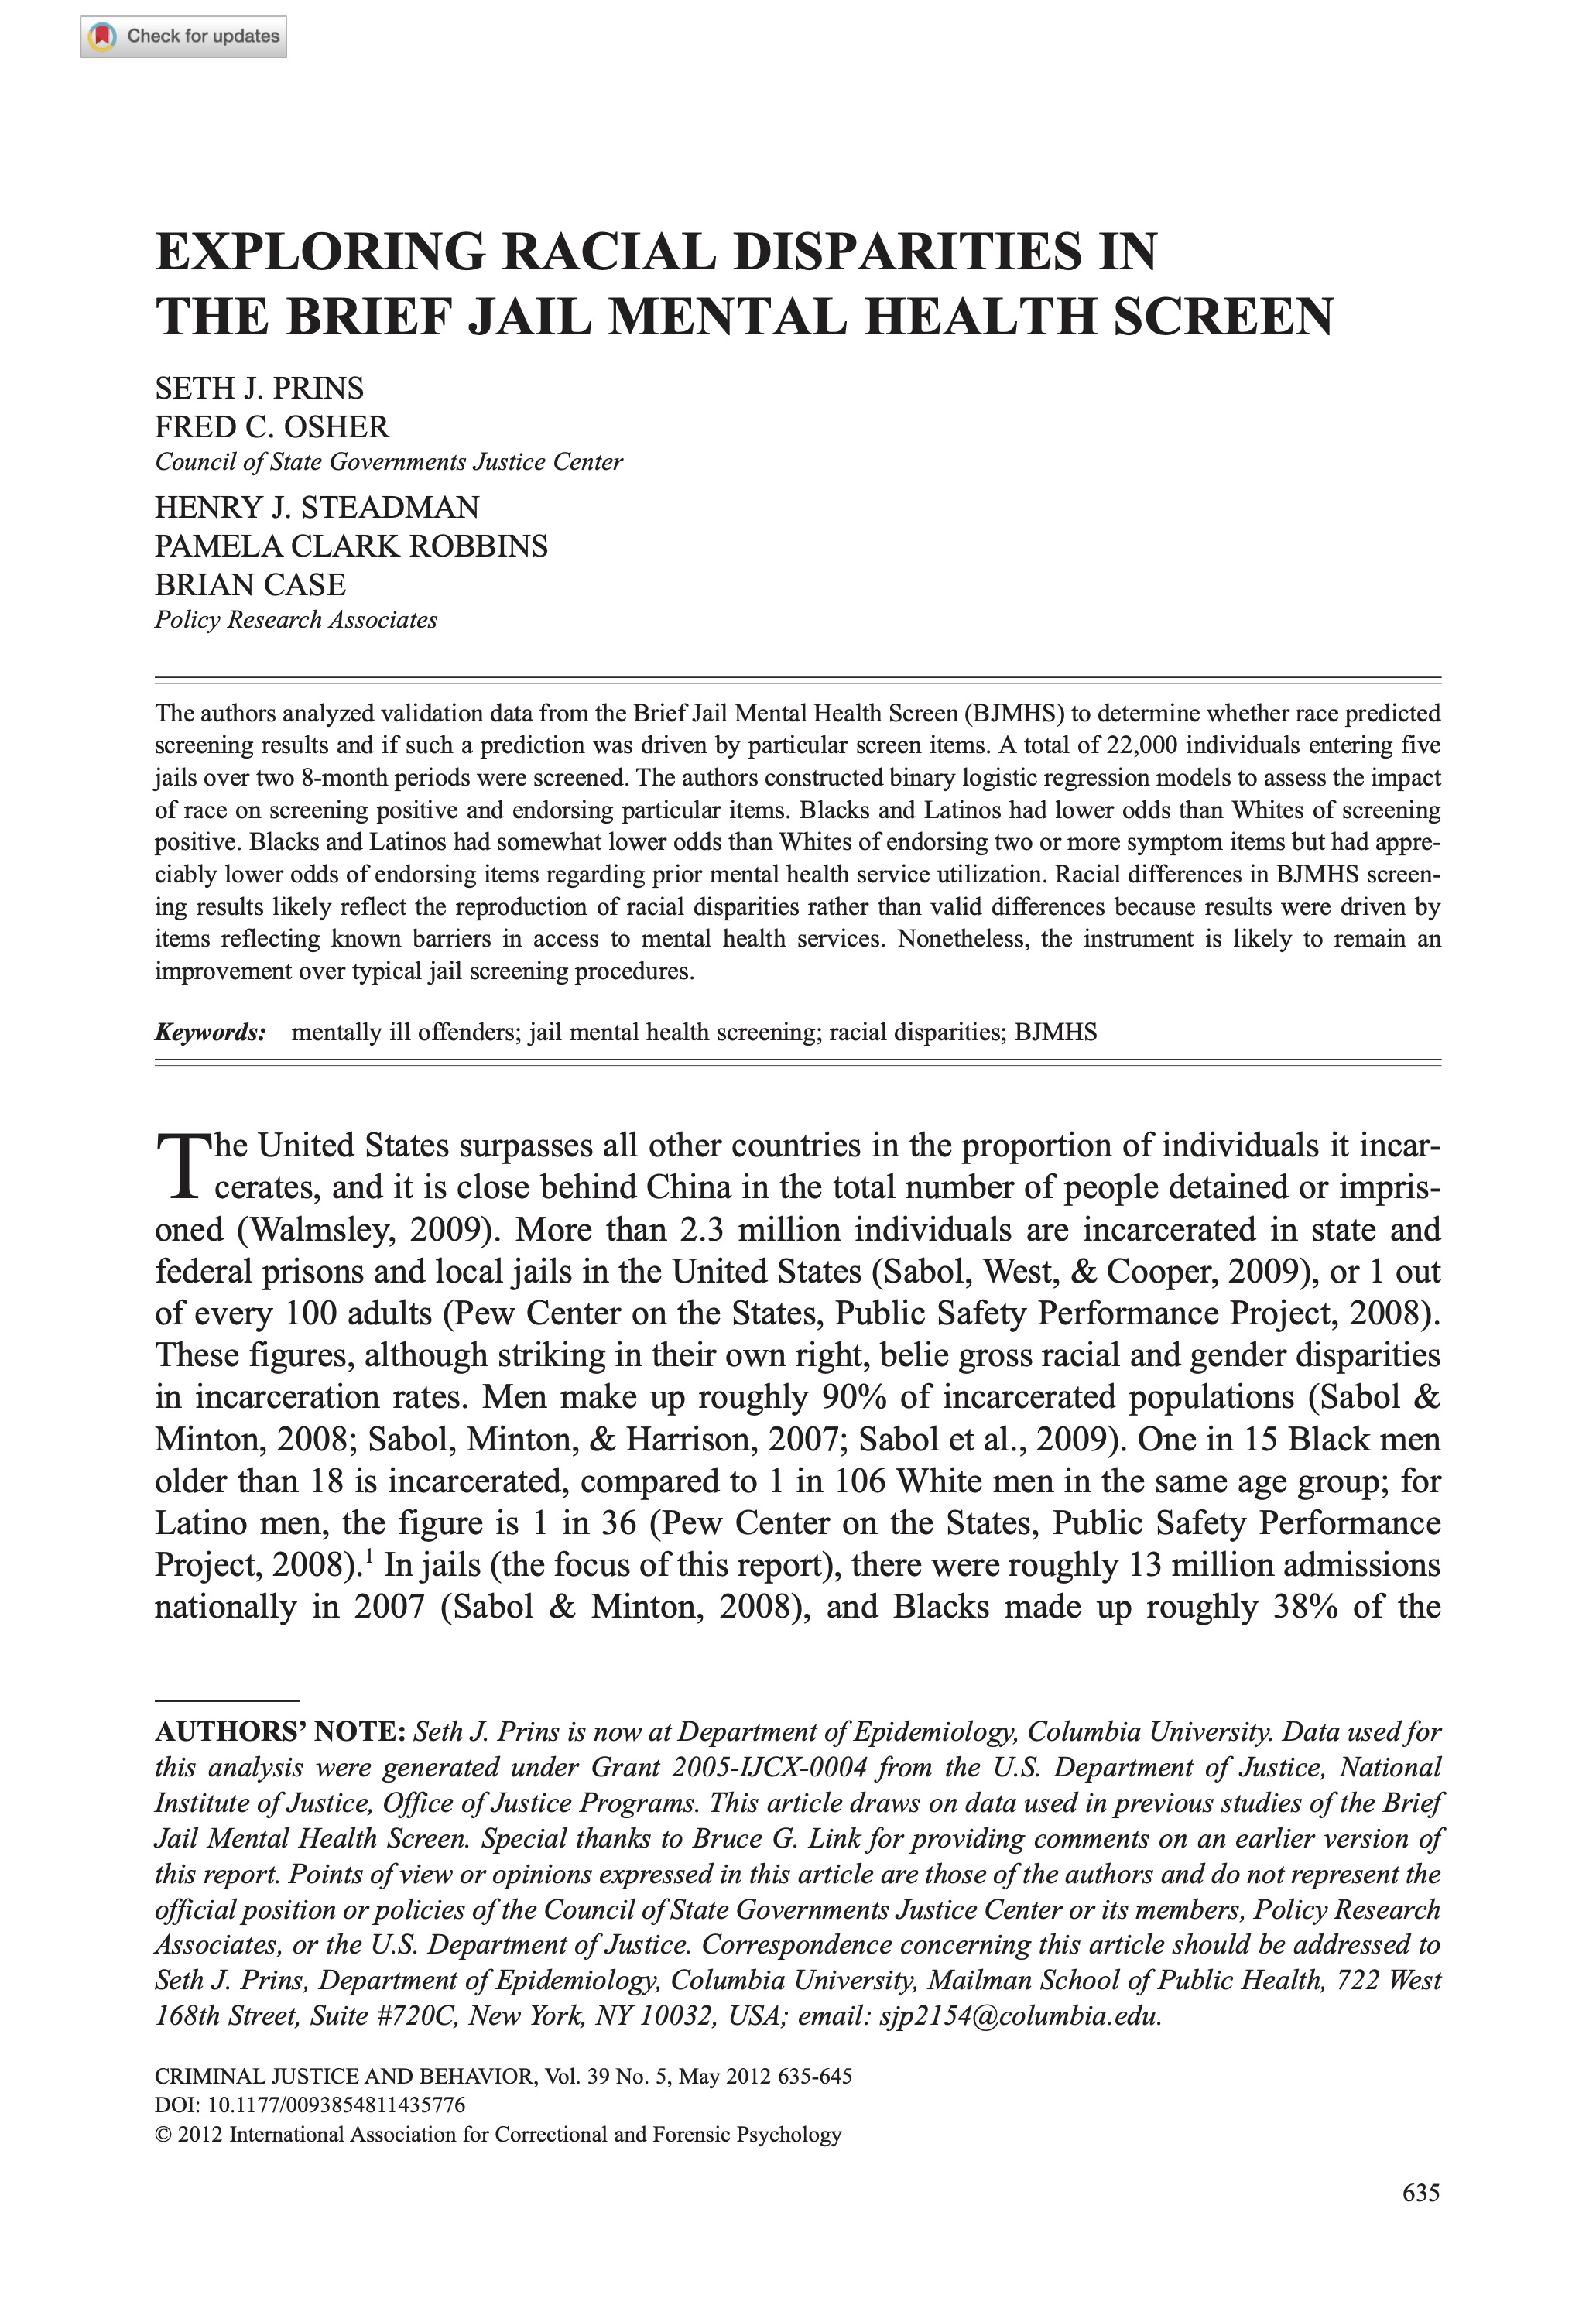 Check for updates
EXPLORING RACIAL DISPARITIES IN
THE BRIEF JAIL MENTAL HEALTH SCREEN
SETH J. PRINS
FRED C. OSHER
Council of State Governments Justice Center
HENRY J. STEADMAN
PAMELA CLARK ROBBINS
BRIAN CASE
Policy Research Associates
The authors analyzed validation data from the Brief Jail Mental Health Screen (BJMHS) to determine whether race predicted
screening results and if such a prediction was driven by particular screen items. A total of 22,000 individuals entering five
jails over two 8-month periods were screened. The authors constructed binary logistic regression models to assess the impact
of race on screening positive and endorsing particular items. Blacks and Latinos had lower odds than Whites of screening
positive. Blacks and Latinos had somewhat lower odds than Whites of endorsing two or more symptom items but had appre-
ciably lower odds of endorsing items regarding prior mental health service utilization. Racial differences in BJMHS screen-
ing results likely reflect the reproduction of racial disparities rather than valid differences because results were driven by
items reflecting known barriers in access to mental health services. Nonetheless, the instrument is likely to remain an
improvement over typical jail screening procedures.
Keywords: mentally ill offenders; jail mental health screening; racial disparities; BJMHS
The United States surpasses all other countries in the proportion of individuals it incar-
cerates, and it is close behind China in the total number of people detained or impris-
oned (Walmsley, 2009). More than 2.3 million individuals are incarcerated in state and
federal prisons and local jails in the United States (Sabol, West, & Cooper, 2009), or 1 out
of every 100 adults (Pew Center on the States, Public Safety Performance Project, 2008).
These figures, although striking in their own right, belie gross racial and gender disparities
in incarceration rates. Men make up roughly 90% of incarcerated populations (Sabol &
Minton, 2008; Sabol, Minton, & Harrison, 2007; Sabol et al., 2009). One in 15 Black men
older than 18 is incarcerated, compared to 1 in 106 White men in the same age group; for
Latino men, the figure is 1 in 36 (Pew Center on the States, Public Safety Performance
Project, 2008).1 In jails (the focus of this report), there were roughly 13 million admissions
nationally in 2007 (Sabol & Minton, 2008), and Blacks made up roughly 38% of the
AUTHORS' NOTE: Seth J. Prins is now at Department of Epidemiology, Columbia University. Data used for
this analysis were generated under Grant 2005-IJCX-0004 from the U.S. Department of Justice, National
Institute of Justice, Office of Justice Programs. This article draws on data used in previous studies of the Brief
Jail Mental Health Screen. Special thanks to Bruce G. Link for providing comments on an earlier version of
this report. Points of view or opinions expressed in this article are those of the authors and do not represent the
official position or policies of the Council of State Governments Justice Center or its members, Policy Research
Associates, or the U.S. Department of Justice. Correspondence concerning this article should be addressed to
Seth J. Prins, Department of Epidemiology, Columbia University, Mailman School of Public Health, 722 West
168th Street, Suite #720C, New York, NY 10032, USA; email: sjp2154@columbia.edu.
CRIMINAL JUSTICE AND BEHAVIOR, Vol. 39 No. 5, May 2012 635-645
DOI: 10.1177/0093854811435776
© 2012 International Association for Correctional and Forensic Psychology
635